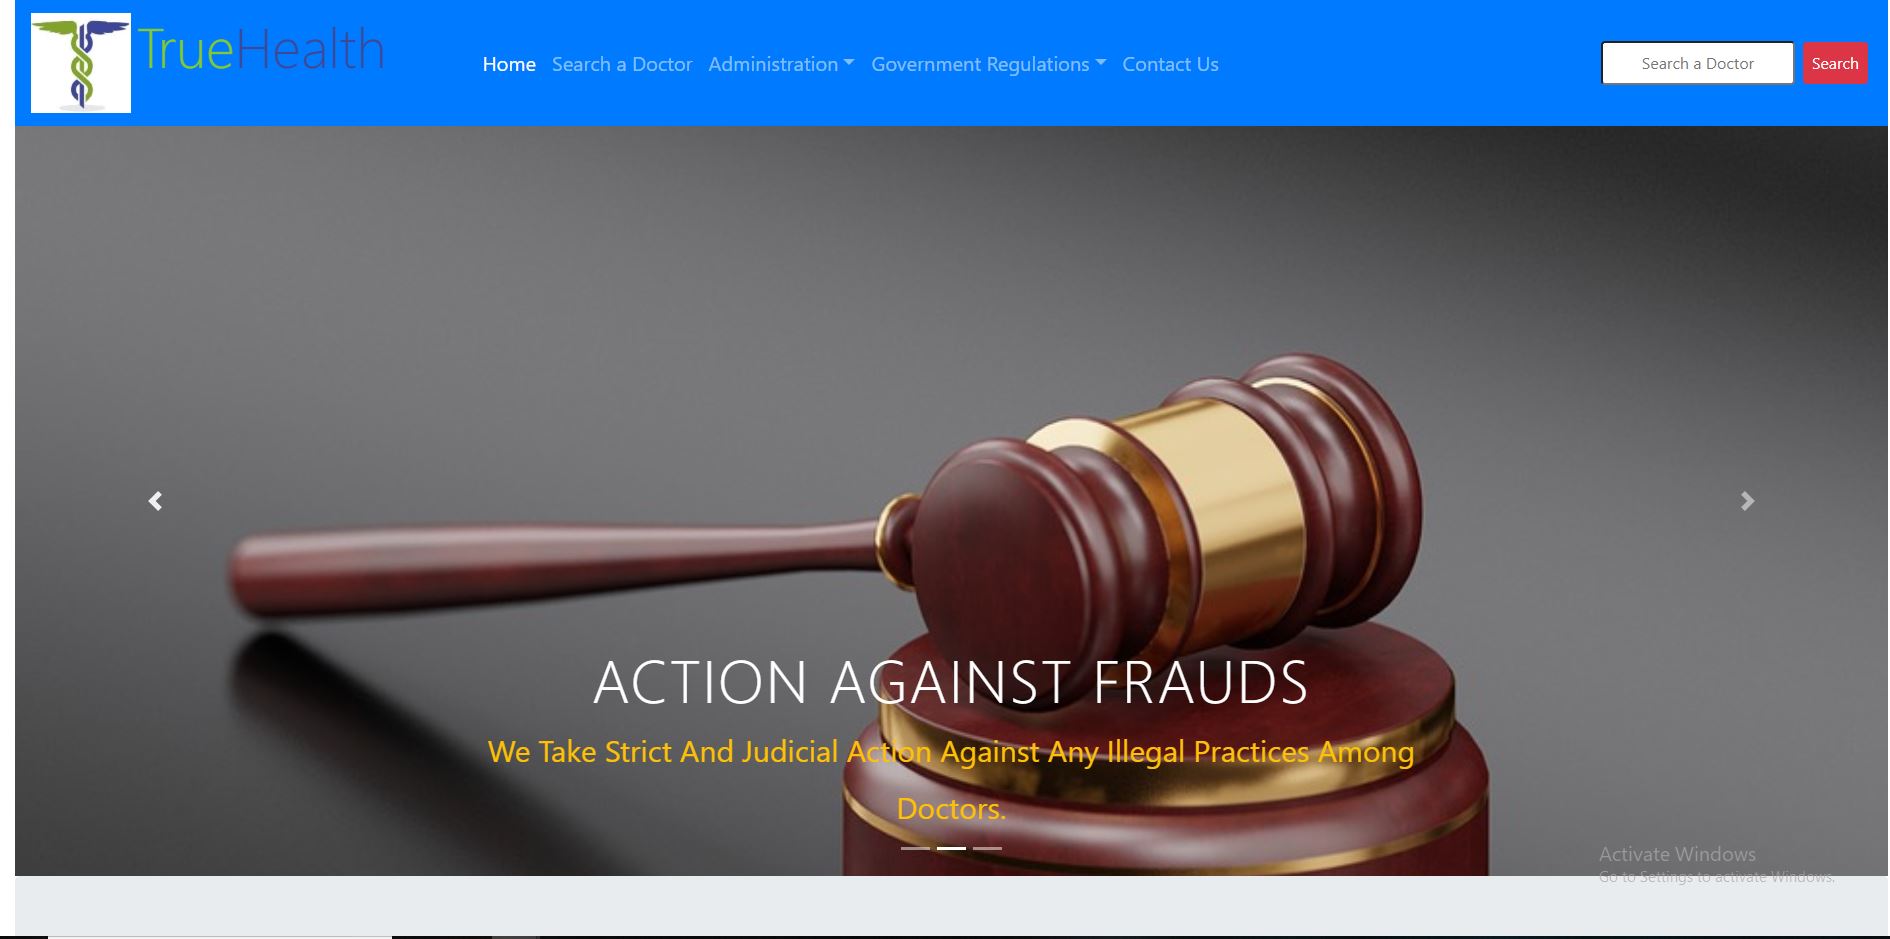 TrueHealth
Home Search a Doctor Administration Government Regulations Contact Us
Search a Doctor Search
ACTION AGAINST FRAUDS
We Take Strict And Judicial Action Against Any Illegal Practices Among
Doctors.
Activate Windows
Go to Settings to activate Windows.